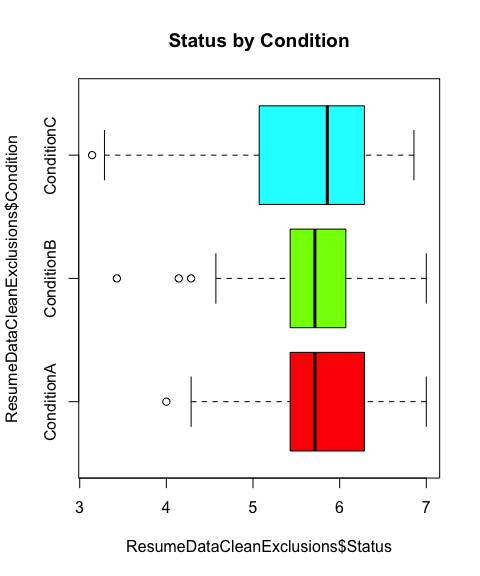 Status by Condition
ResumeDataCleanExclusions$Condition
ConditionC
ConditionB
ConditionA
3 4 5 6 7
ResumeDataCleanExclusions$Status